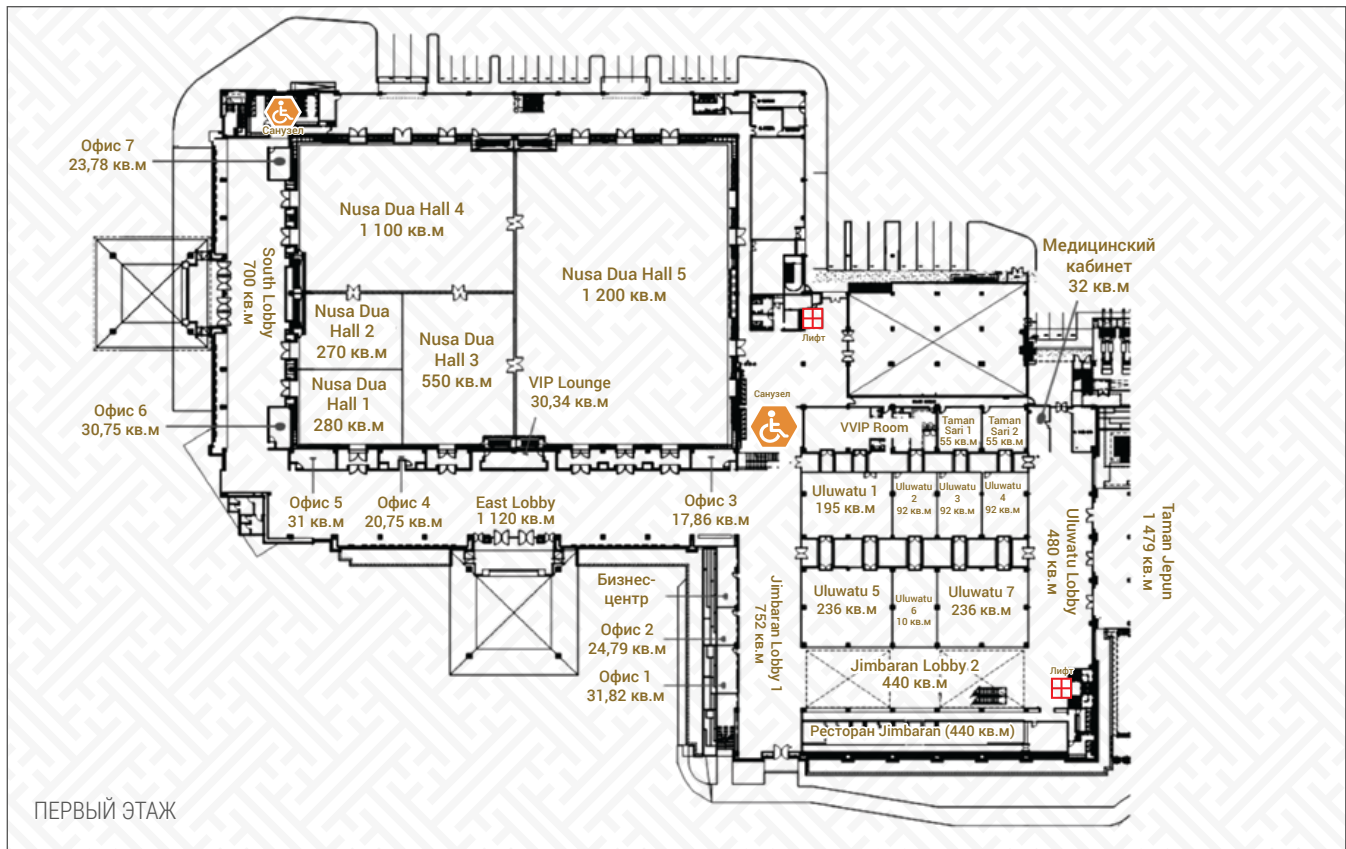 Санузел
Офис 7
23,78 кв.м
Nusa Dua Hall 4
1 100 кв.м
Nusa Dua Hall 5
1 200 кв.м
South Lobby
700 кв.м
Nusa Dua
Hall 2
270 кв.м
Nusa Dua
Hall 3
550 кв.м
Nusa Dua
Hall 1
280 кв.м
VIP Lounge
30,34 кв.м
Медицинский
кабинет
32 кв.м
Лифт
Санузел
Офис 6
30,75 кв.м
VVIP Room
Taman
Sari 1
55 кв.м
Taman
Sari 2
55 кв.м
Офис 5
31 кв.м
Офис 4
20,75 кв.м
East Lobby
1 120 кв.м
Офис 3
17,86 кв.м
Uluwatu 1
195 кв.м
Uluwatu
2
92 кв.м
Uluwatu
3
92 кв.м
Uluwatu
4
92 кв.м
Uluwatu Lobby
480 кв.м
Taman Jepun
1 479 кв.м
Бизнес-
центр
Офис 2
24,79 кв.м
Офис 1
31,82 кв.м
Jimbaran Lobby 1
752 кв.м
Uluwatu 5
236 кв.м
Uluwatu
6
10 кв.м
Uluwatu 7
236 кв.м
Jimbaran Lobby 2
440 кв.м
Лифт
Ресторан Jimbaran (440 кв.м)
ПЕРВЫЙ ЭТАЖ